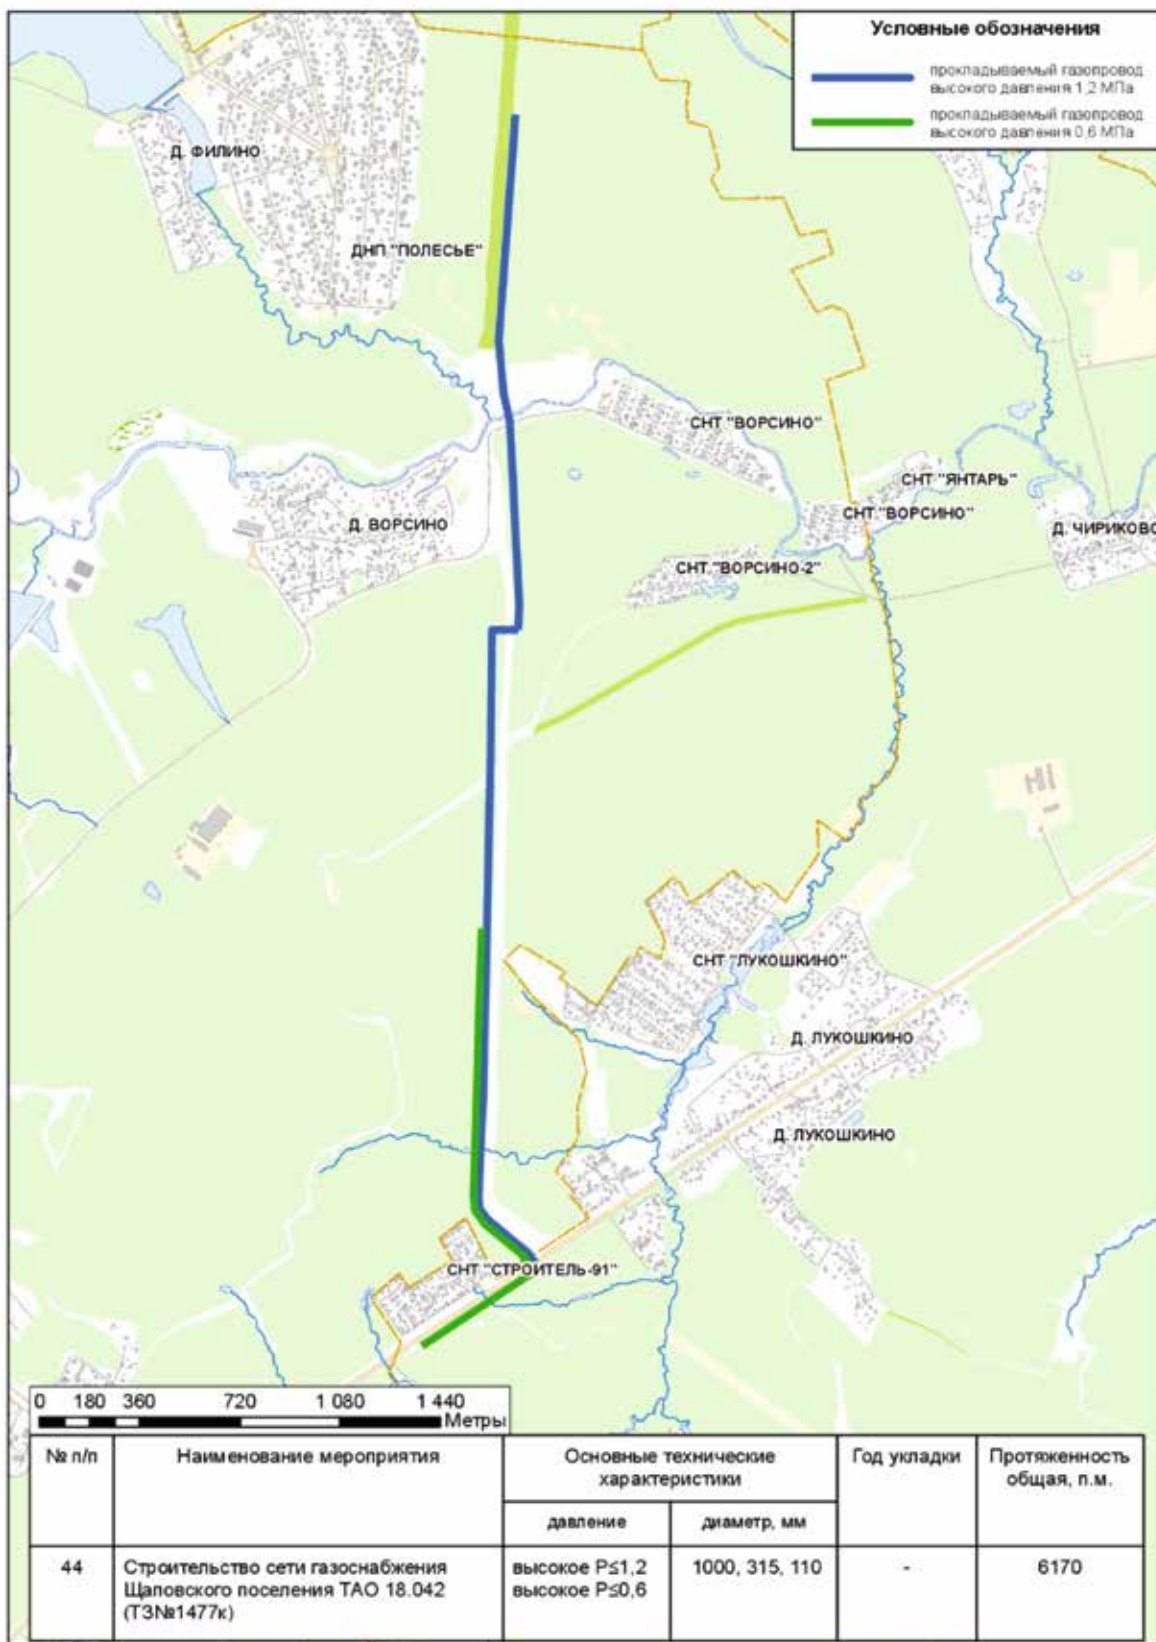 Условные обозначения
прокладываемый газопровод
высокого давления 1,2 МПа
прокладываемый газопровод
высокого давления 0,6 МПа
Д. ФИЛИНО
ДНП "ПОЛЕСЬЕ"
СНТ "ВОРСИНО"
СНТ "ЯНТАРЬ"
СНТ "ВОРСИНО"
Д. ВОРСИНО
Д. ЧИРИКОВО
СНТ "ВОРСИНО-2"
СНТ "ЛУКОШКИНО"
Д. ЛУКОШКИНО
Д. ЛУКОШКИНО
СНТ "СТРОИТЕЛЬ-91"
0 180 360 720 1 080 1 440
Метры
№ п/п
Наименование мероприятия
Основные технические
характеристики
Год укладки
Протяженность
общая, п.м.
давление
диаметр, мм
44
Строительство сети газоснабжения
Щаповского поселения ТАО 18.042
(ТЗ№1477к)
высокое P≤1,2
высокое P≤0,6
1000, 315, 110
-
6170